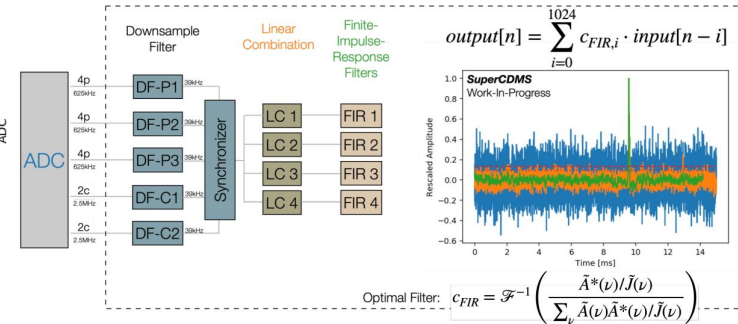 Downsample
Filter
Linear
Combination
Finite-
Impulse-
Response
Filters
ADC
ADC
4p
625kHz
DF-P1
39kHz
4p
625kHz
DF-P2
39kHz
4p
625kHz
DF-P3
39kHz
2c
2.5MHz
DF-C1
39kHz
2c
2.5MHz
DF-C2
39kHz
Synchronizer
LC 1
LC 2
LC 3
LC 4
FIR 1
FIR 2
FIR 3
FIR 4
output[n] = ∑_{i=0}^{1024} c_{FIR,i} · input[n − i]
SuperCDMS
Work-In-Progress
Rescaled Amplitude
1.0
0.8
0.6
0.4
0.2
0.0
−0.2
−0.4
−0.6
0 2 4 6 8 10 12 14
Time [ms]
Optimal Filter: c_{FIR} = ℱ^{−1}( (Ã*(ν)/J̃(ν)) / (∑_ν Ã(ν)Ã*(ν)/J̃(ν)) )